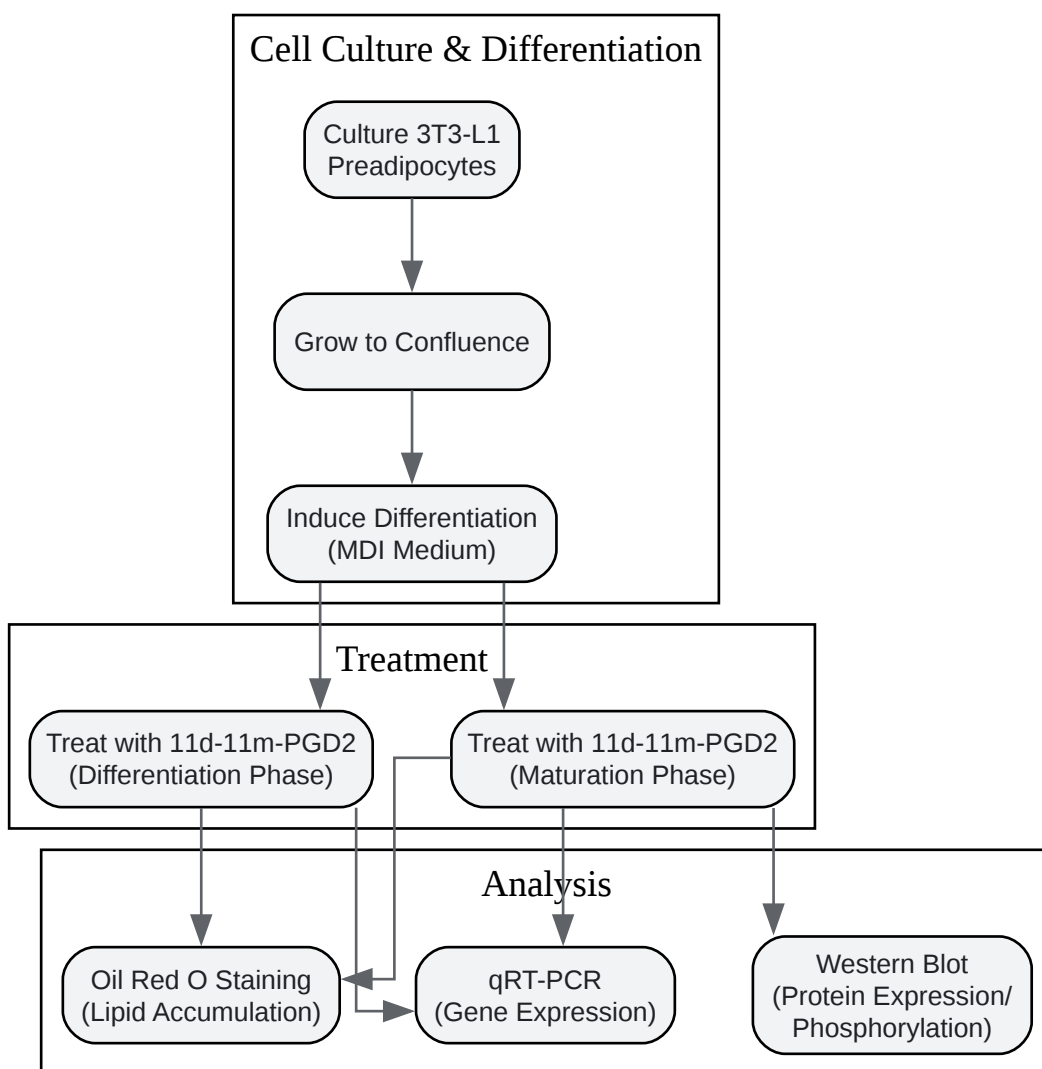 Cell Culture & Differentiation
Culture 3T3-L1
Preadipocytes
Grow to Confluence
Induce Differentiation
(MDI Medium)
Treatment
Treat with 11d-11m-PGD2
(Differentiation Phase)
Treat with 11d-11m-PGD2
(Maturation Phase)
Analysis
Oil Red O Staining
(Lipid Accumulation)
qRT-PCR
(Gene Expression)
Western Blot
(Protein Expression/
Phosphorylation)